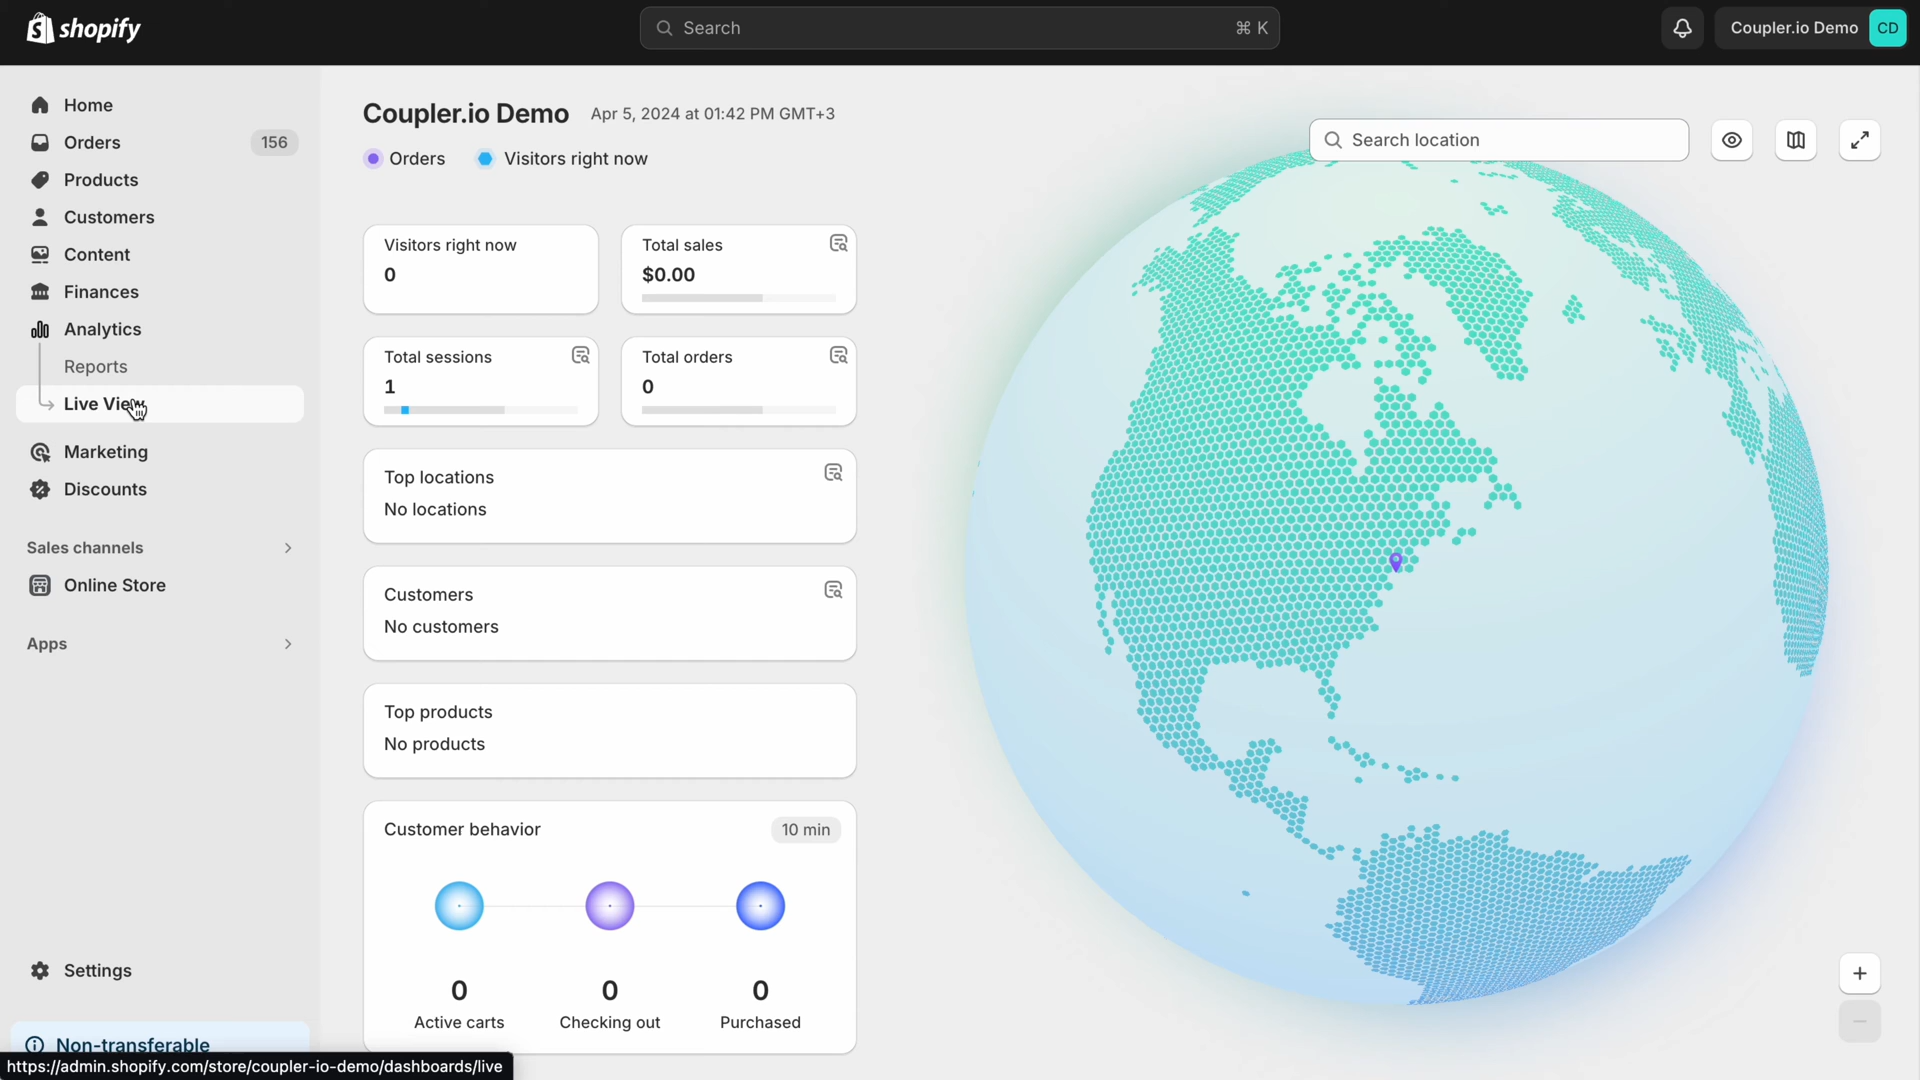 shopify
Search
⌘ K
Coupler.io Demo
CD
Home
Orders
156
Products
Customers
Content
Finances
Analytics
Reports
Live View
Marketing
Discounts
Sales channels
Online Store
Apps
Settings
Non-transferable
https://admin.shopify.com/store/coupler-io-demo/dashboards/live
Coupler.io Demo
Apr 5, 2024 at 01:42 PM GMT+3
Orders
Visitors right now
Search location
Visitors right now
0
Total sales
$0.00
Total sessions
1
Total orders
0
Top locations
No locations
Customers
No customers
Top products
No products
Customer behavior
10 min
0
0
0
Active carts
Checking out
Purchased